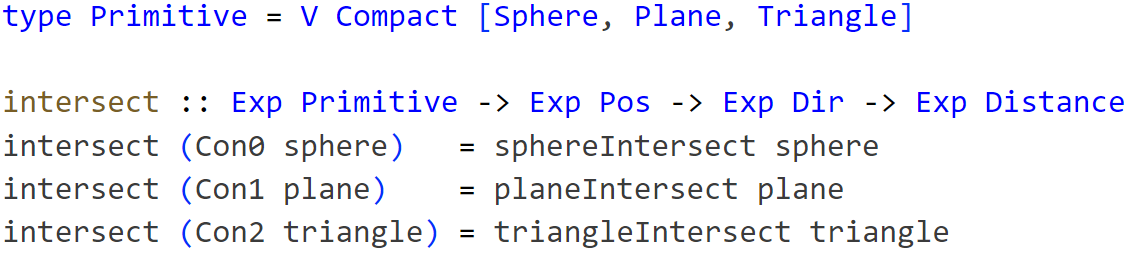 type Primitive = V Compact [Sphere, Plane, Triangle]
intersect :: Exp Primitive -> Exp Pos -> Exp Dir -> Exp Distance
intersect (Con0 sphere)   = sphereIntersect sphere
intersect (Con1 plane)    = planeIntersect plane
intersect (Con2 triangle) = triangleIntersect triangle